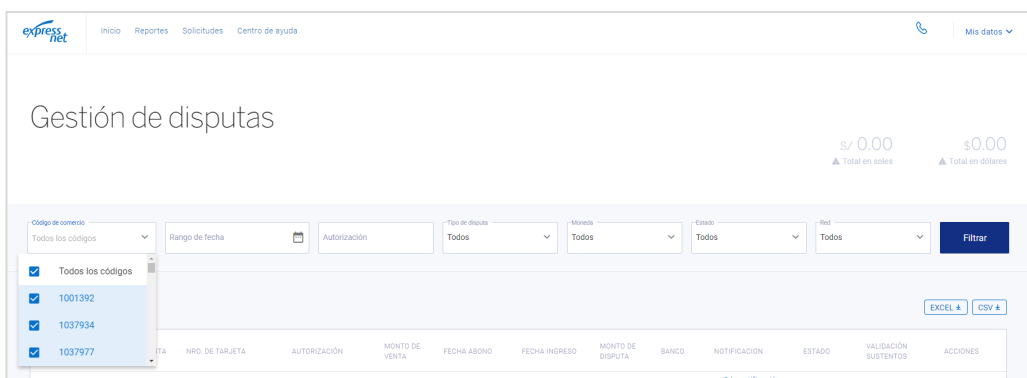 express net
Inicio Reportes Solicitudes Centro de ayuda
Mis datos
Gestión de disputas
S/ 0.00 $0.00
Total en soles Total en dólares
Código de comercio Tipo de disputa Moneda Estado Red
Todos los códigos Rango de fecha Autorización Todos Todos Todos Todos Filtrar
Todos los códigos
1001392
1037934
1037977
EXCEL CSV
NRO. DE TARJETA AUTORIZACIÓN MONTO DE VENTA FECHA ABONO FECHA INGRESO MONTO DE DISPUTA BANCO NOTIFICACION ESTADO VALIDACIÓN SUSTENTOS ACCIONES